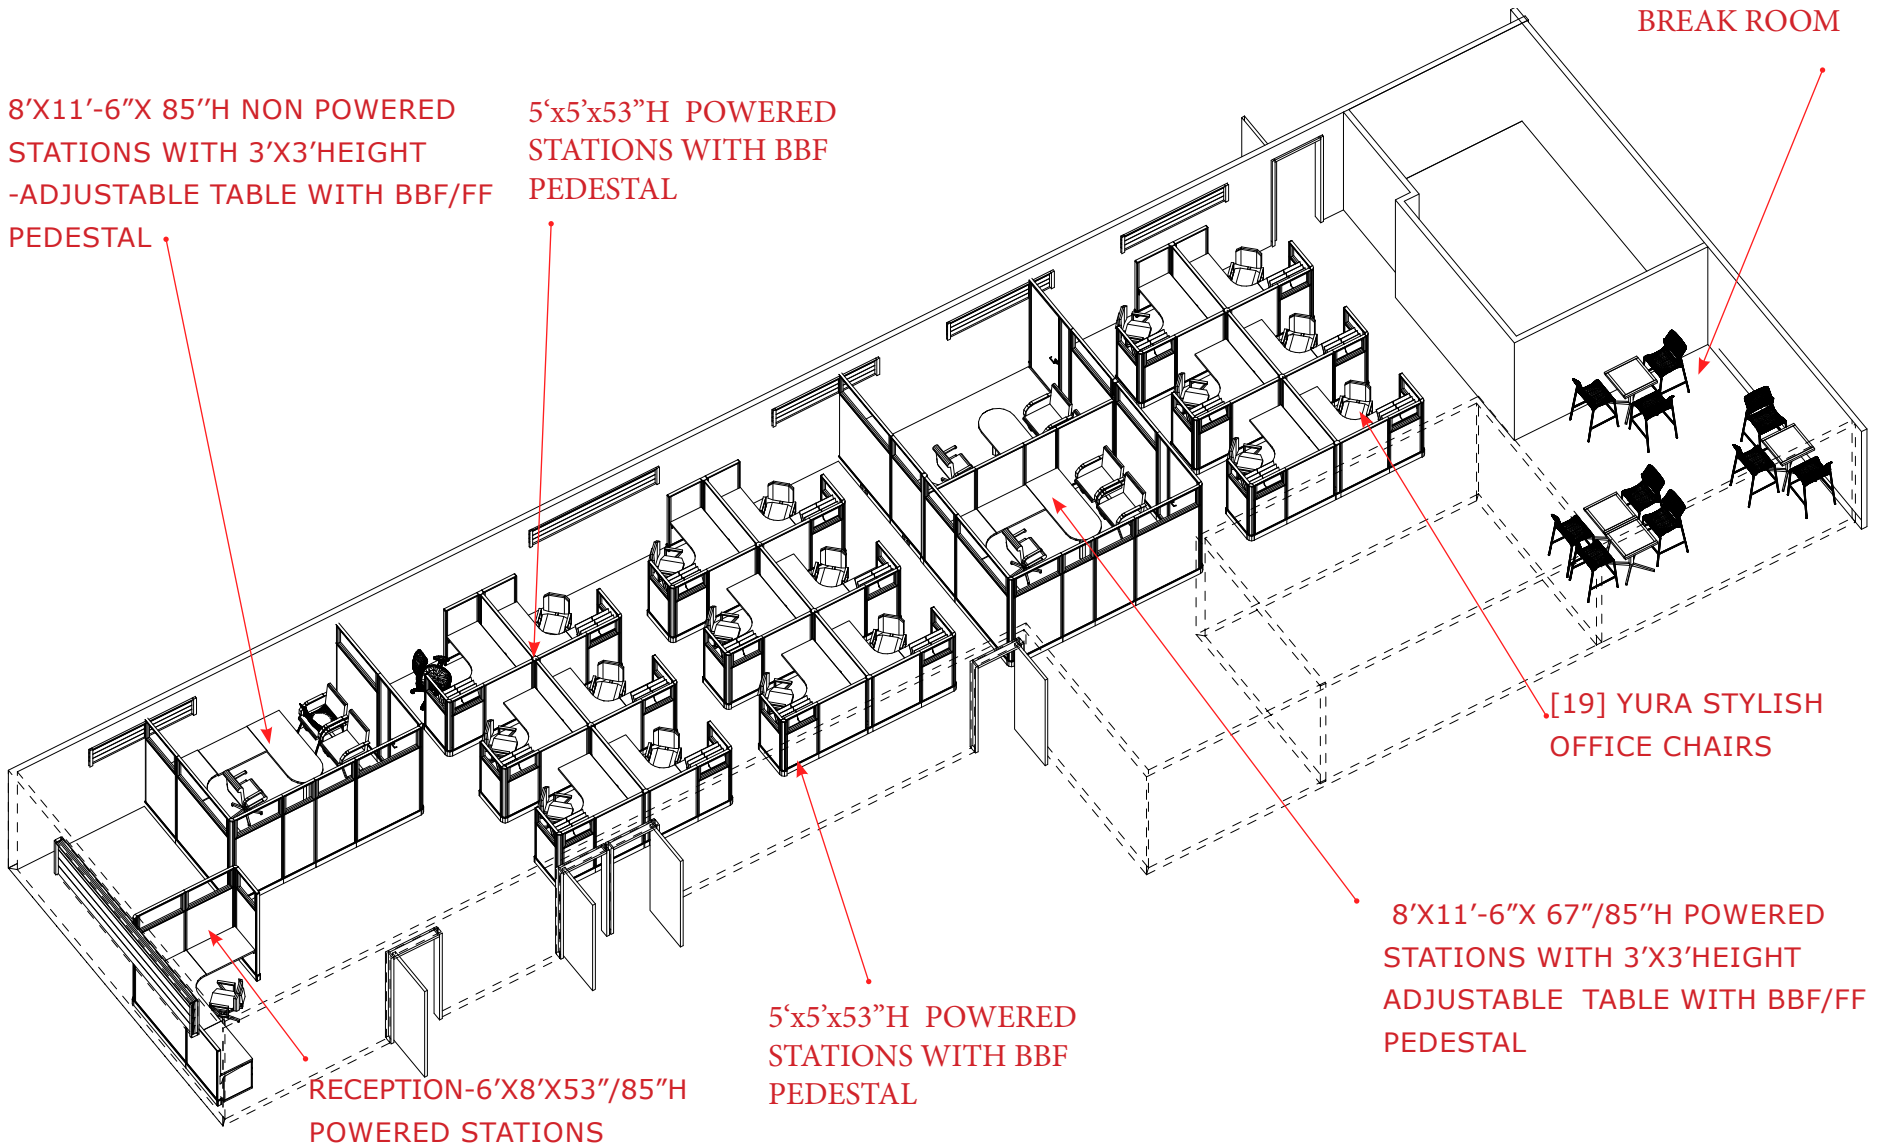 BREAK ROOM
8’X11’-6”X 85’’H NON POWERED
STATIONS WITH 3’X3’HEIGHT
-ADJUSTABLE TABLE WITH BBF/FF
PEDESTAL
5‘x5’x53”H POWERED
STATIONS WITH BBF
PEDESTAL
[19] YURA STYLISH
OFFICE CHAIRS
8’X11’-6”X 67”/85’’H POWERED
STATIONS WITH 3’X3’HEIGHT
ADJUSTABLE TABLE WITH BBF/FF
PEDESTAL
5‘x5’x53”H POWERED
STATIONS WITH BBF
PEDESTAL
RECEPTION-6’X8’X53”/85”H
POWERED STATIONS